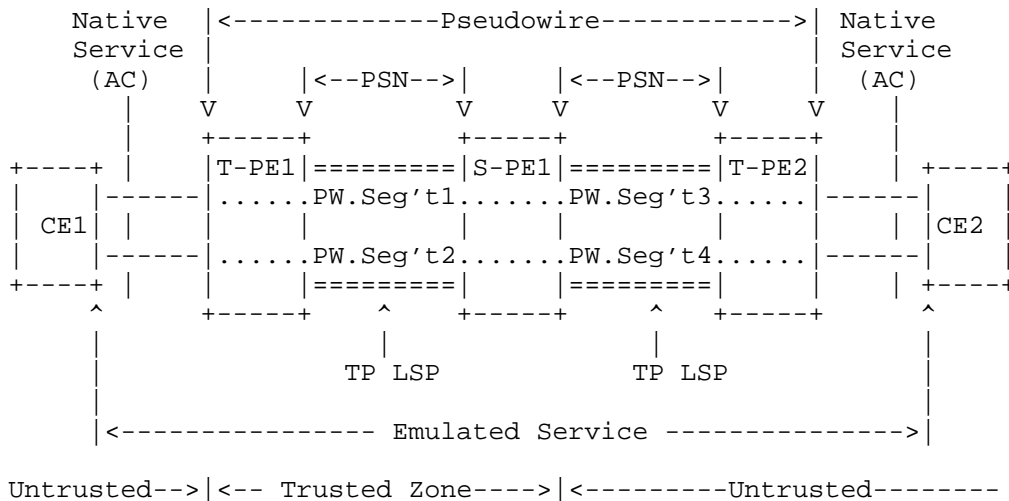 Native |<-------------Pseudowire------------>| Native
Service | | Service
(AC) | |<--PSN-->| |<--PSN-->| | (AC)
| V V V V V V |
| +-----+ +-----+ +-----+ |
+----+ | |T-PE1|=========|S-PE1|=========|T-PE2| | +----+
| |------|......PW.Seg't1.......PW.Seg't3......|------| |
| CE1| | | | | | | | | |CE2 |
| |------|......PW.Seg't2.......PW.Seg't4......|------| |
+----+ | | |=========| |=========| | | +----+
^ +-----+ ^ +-----+ ^ +-----+ ^
| | | |
| TP LSP TP LSP |
| |
|<---------------- Emulated Service -------------->|
Untrusted-->|<-- Trusted Zone---->|<---------Untrusted--------